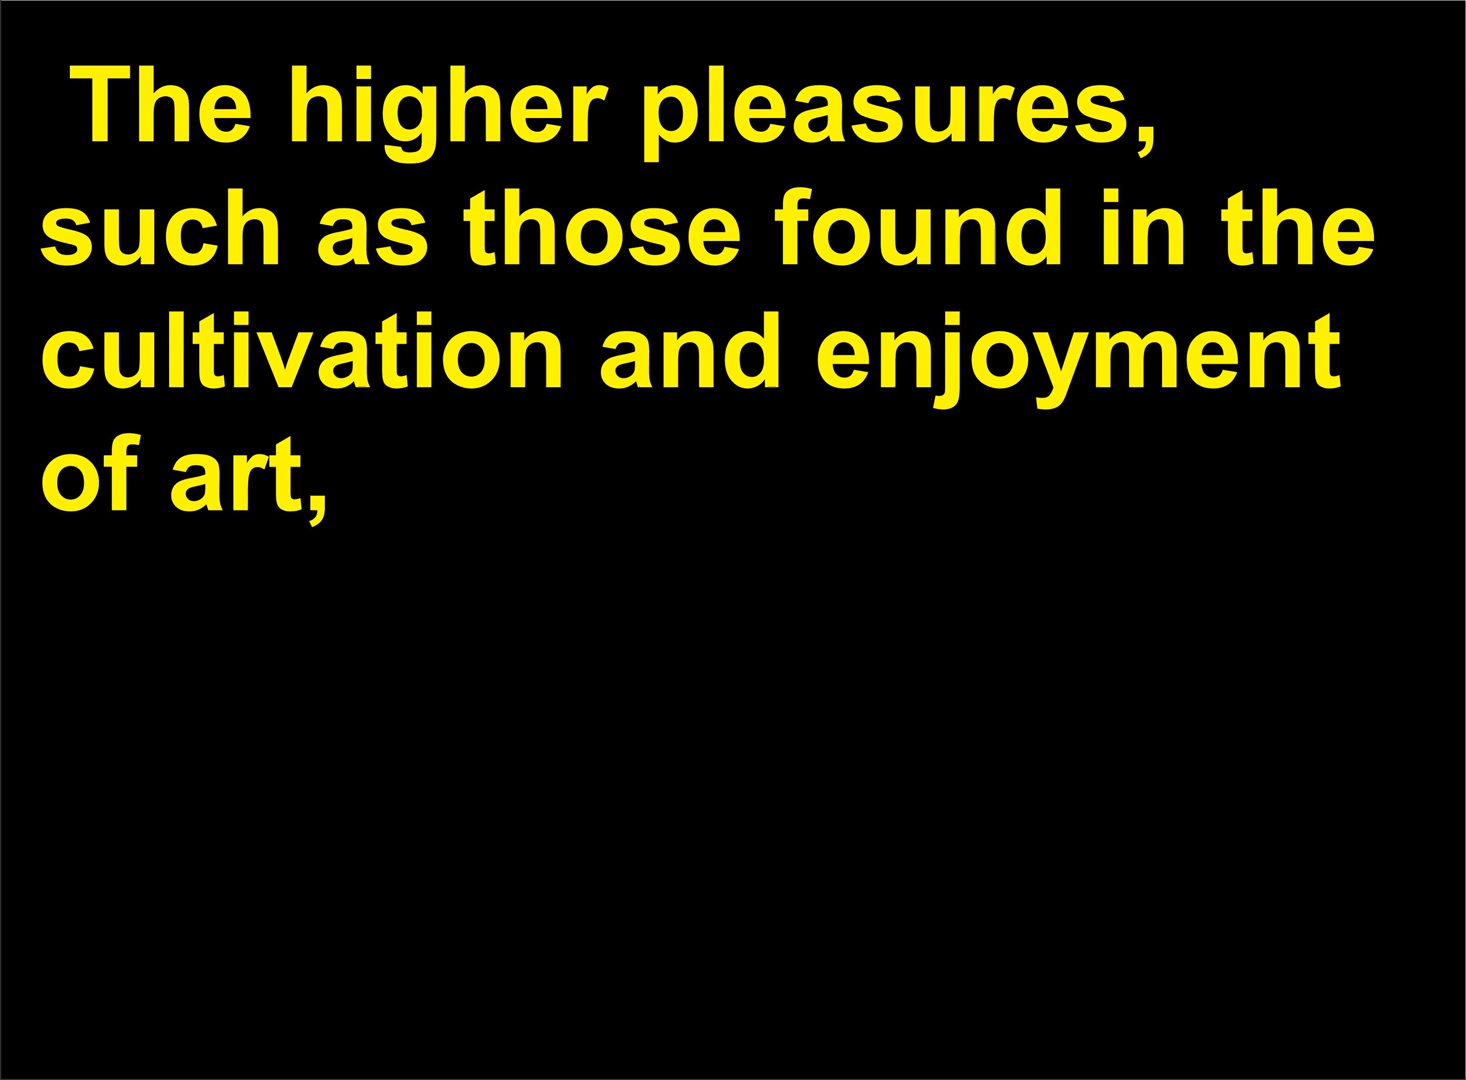 The higher pleasures,
such as those found in the
cultivation and enjoyment
of art,